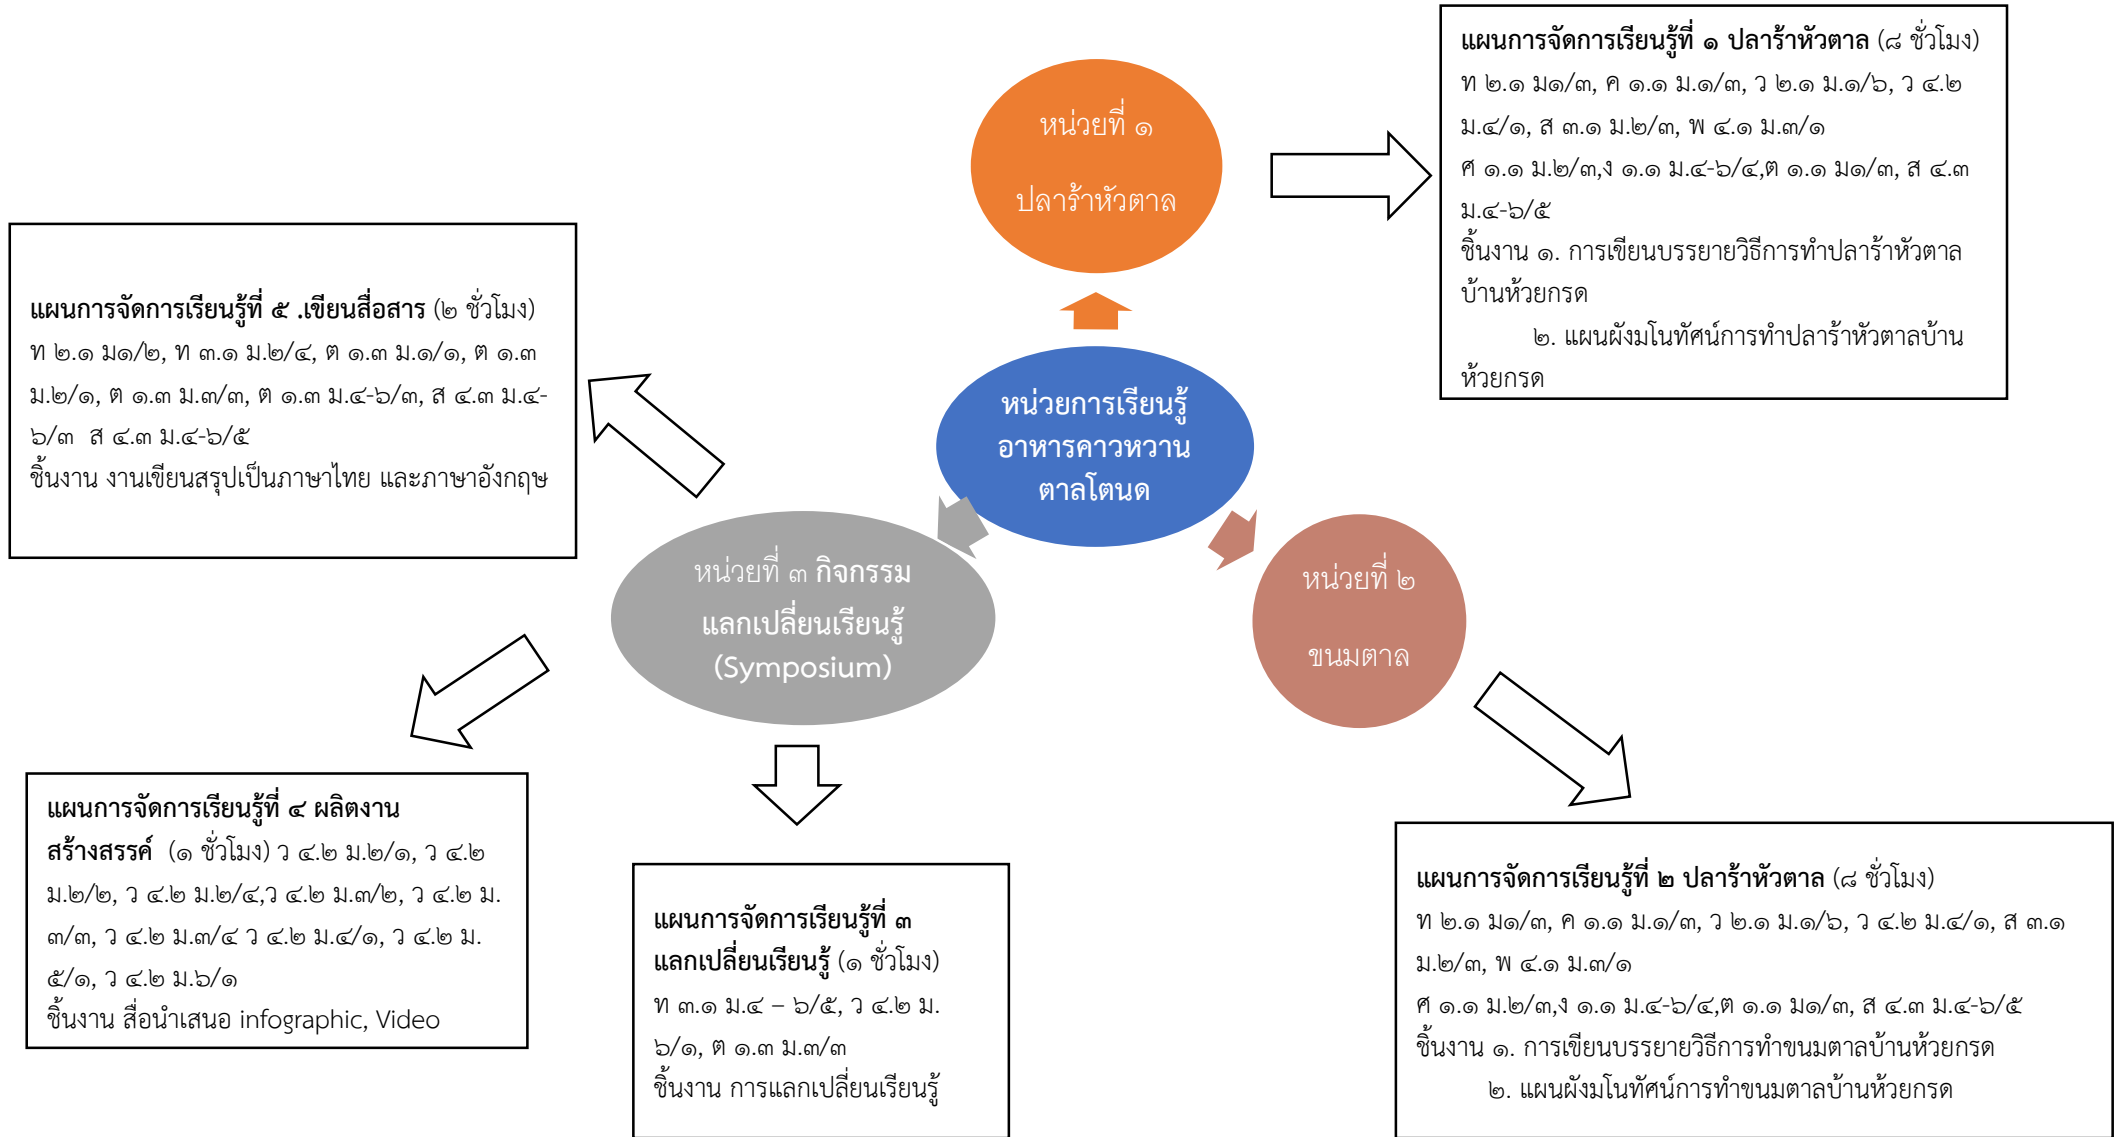 แผนการจัดการเรียนรู้ที่ ๑ ปลาร้าหัวตาล (๘ ชั่วโมง)
ท ๒.๑ ม๑/๓, ค ๑.๑ ม.๑/๓, ว ๒.๑ ม.๑/๖, ว ๔.๒
ม.๔/๑, ส ๓.๑ ม.๒/๓, พ ๔.๑ ม.๓/๑
ศ ๑.๑ ม.๒/๓,ง ๑.๑ ม.๔-๖/๔,ต ๑.๑ ม๑/๓, ส ๔.๓
ม.๔-๖/๕
ชิ้นงาน ๑. การเขียนบรรยายวิธีการทำปลาร้าหัวตาล
บ้านห้วยกรด
๒. แผนผังมโนทัศน์การทำปลาร้าหัวตาลบ้าน
ห้วยกรด
หน่วยที่ ๑
ปลาร้าหัวตาล
หน่วยการเรียนรู้
อาหารคาวหวาน
ตาลโตนด
แผนการจัดการเรียนรู้ที่ ๕ .เขียนสื่อสาร (๒ ชั่วโมง)
ท ๒.๑ ม๑/๒, ท ๓.๑ ม.๒/๔, ต ๑.๓ ม.๑/๑, ต ๑.๓
ม.๒/๑, ต ๑.๓ ม.๓/๓, ต ๑.๓ ม.๔-๖/๓, ส ๔.๓ ม.๔-
๖/๓ ส ๔.๓ ม.๔-๖/๕
ชิ้นงาน งานเขียนสรุปเป็นภาษาไทย และภาษาอังกฤษ
หน่วยที่ ๓ กิจกรรม
แลกเปลี่ยนเรียนรู้
(Symposium)
หน่วยที่ ๒
ขนมตาล
แผนการจัดการเรียนรู้ที่ ๔ ผลิตงาน
สร้างสรรค์ (๑ ชั่วโมง) ว ๔.๒ ม.๒/๑, ว ๔.๒
ม.๒/๒, ว ๔.๒ ม.๒/๔,ว ๔.๒ ม.๓/๒, ว ๔.๒ ม.
๓/๓, ว ๔.๒ ม.๓/๔ ว ๔.๒ ม.๔/๑, ว ๔.๒ ม.
๕/๑, ว ๔.๒ ม.๖/๑
ชิ้นงาน สื่อนำเสนอ infographic, Video
แผนการจัดการเรียนรู้ที่ ๓
แลกเปลี่ยนเรียนรู้ (๑ ชั่วโมง)
ท ๓.๑ ม.๔ – ๖/๕, ว ๔.๒ ม.
๖/๑, ต ๑.๓ ม.๓/๓
ชิ้นงาน การแลกเปลี่ยนเรียนรู้
แผนการจัดการเรียนรู้ที่ ๒ ปลาร้าหัวตาล (๘ ชั่วโมง)
ท ๒.๑ ม๑/๓, ค ๑.๑ ม.๑/๓, ว ๒.๑ ม.๑/๖, ว ๔.๒ ม.๔/๑, ส ๓.๑
ม.๒/๓, พ ๔.๑ ม.๓/๑
ศ ๑.๑ ม.๒/๓,ง ๑.๑ ม.๔-๖/๔,ต ๑.๑ ม๑/๓, ส ๔.๓ ม.๔-๖/๕
ชิ้นงาน ๑. การเขียนบรรยายวิธีการทำขนมตาลบ้านห้วยกรด
๒. แผนผังมโนทัศน์การทำขนมตาลบ้านห้วยกรด